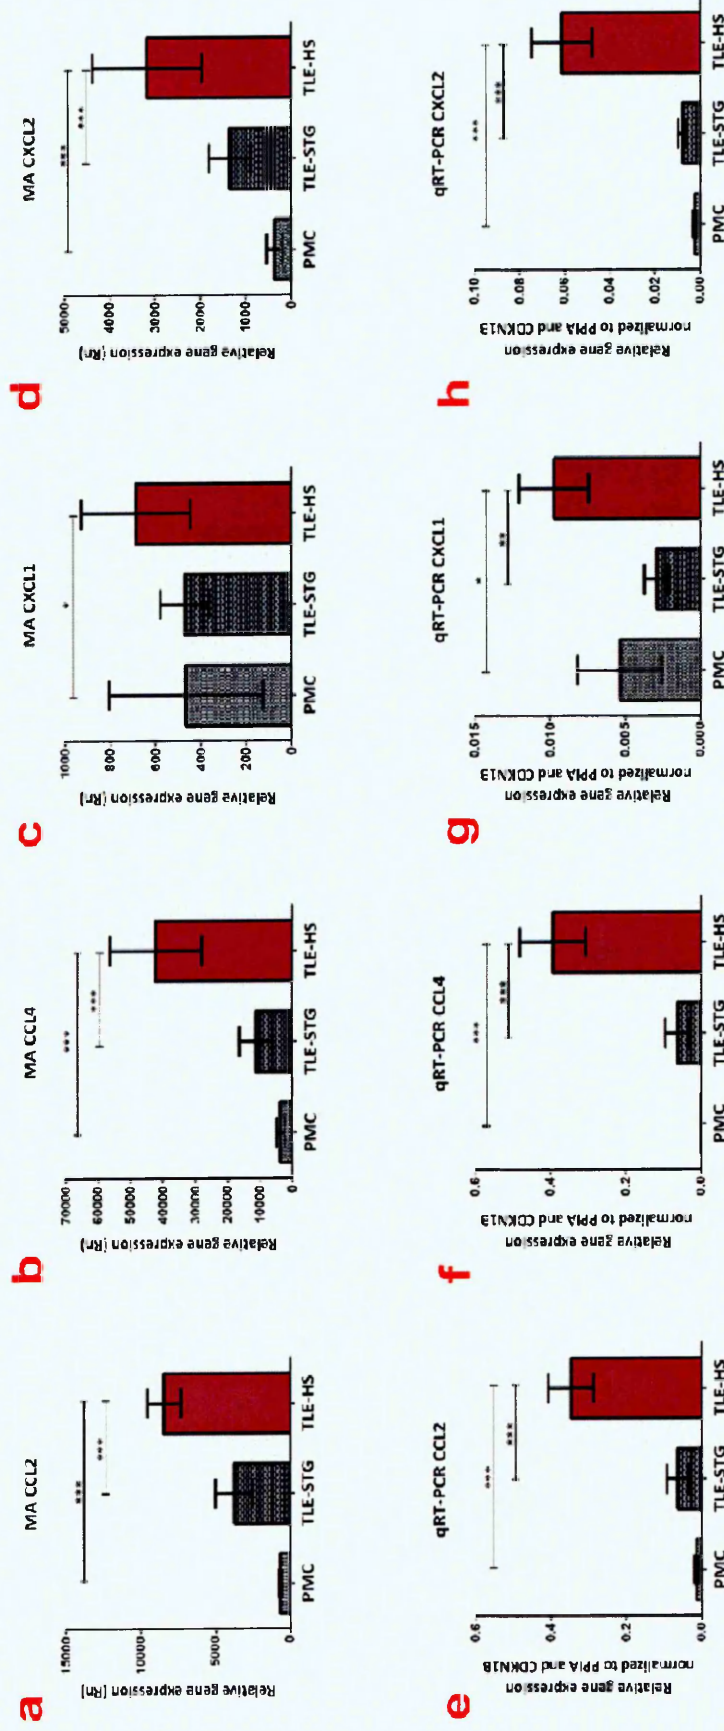 a
MA CCL2
Relative gene expression (Rn)
15000
10000
5000
0
***
***
PMC TLE-STG TLE-HS
b
MA CCL4
Relative gene expression (Rn)
70000
60000
50000
40000
30000
20000
10000
0
***
***
PMC TLE-STG TLE-HS
c
MA CXCL1
Relative gene expression (Rn)
1000
800
600
400
200
0
*
PMC TLE-STG TLE-HS
d
MA CXCL2
Relative gene expression (Rn)
5000
4000
3000
2000
1000
0
***
***
PMC TLE-STG TLE-HS
e
qRT-PCR CCL2
Relative gene expression
normalized to PPIA and CDKN1B
0.6
0.4
0.2
0.0
***
***
PMC TLE-STG TLE-HS
f
qRT-PCR CCL4
Relative gene expression
normalized to PPIA and CDKN13
0.6
0.4
0.2
0.0
***
***
PMC TLE-STG TLE-HS
g
qRT-PCR CXCL1
Relative gene expression
normalized to PPIA and CDKN13
0.015
0.010
0.005
0.000
*
**
PMC TLE-STG TLE-HS
h
qRT-PCR CXCL2
Relative gene expression
normalized to PPIA and CDKN13
0.10
0.08
0.06
0.04
0.02
0.00
***
***
PMC TLE-STG TLE-HS